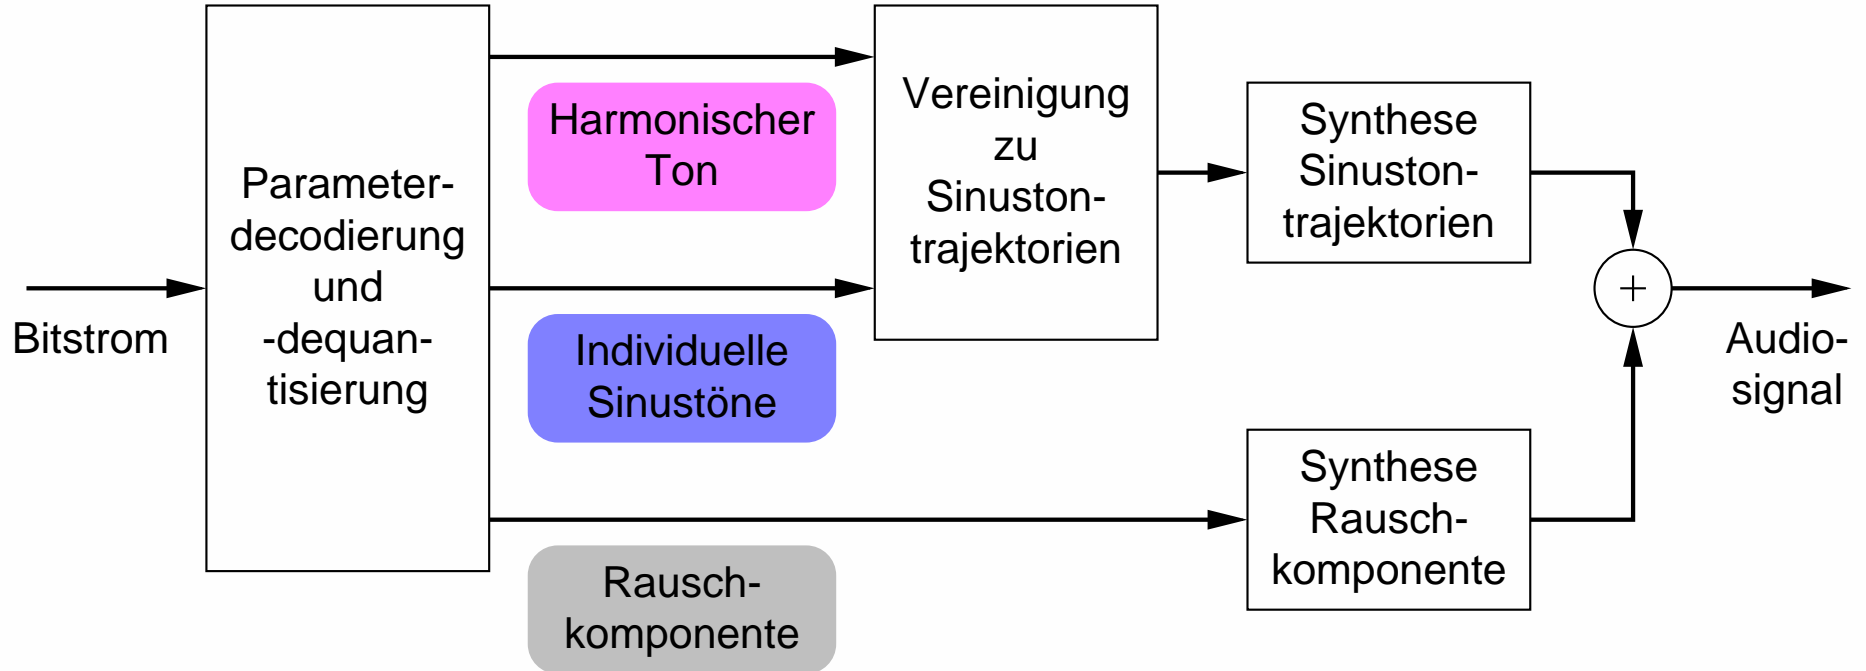 Bitstrom
Parameter-
decodierung
und
-dequan-
tisierung
Harmonischer
Ton
Individuelle
Sinustöne
Rausch-
komponente
Vereinigung
zu
Sinuston-
trajektorien
Synthese
Sinuston-
trajektorien
Synthese
Rausch-
komponente
+
Audio-
signal